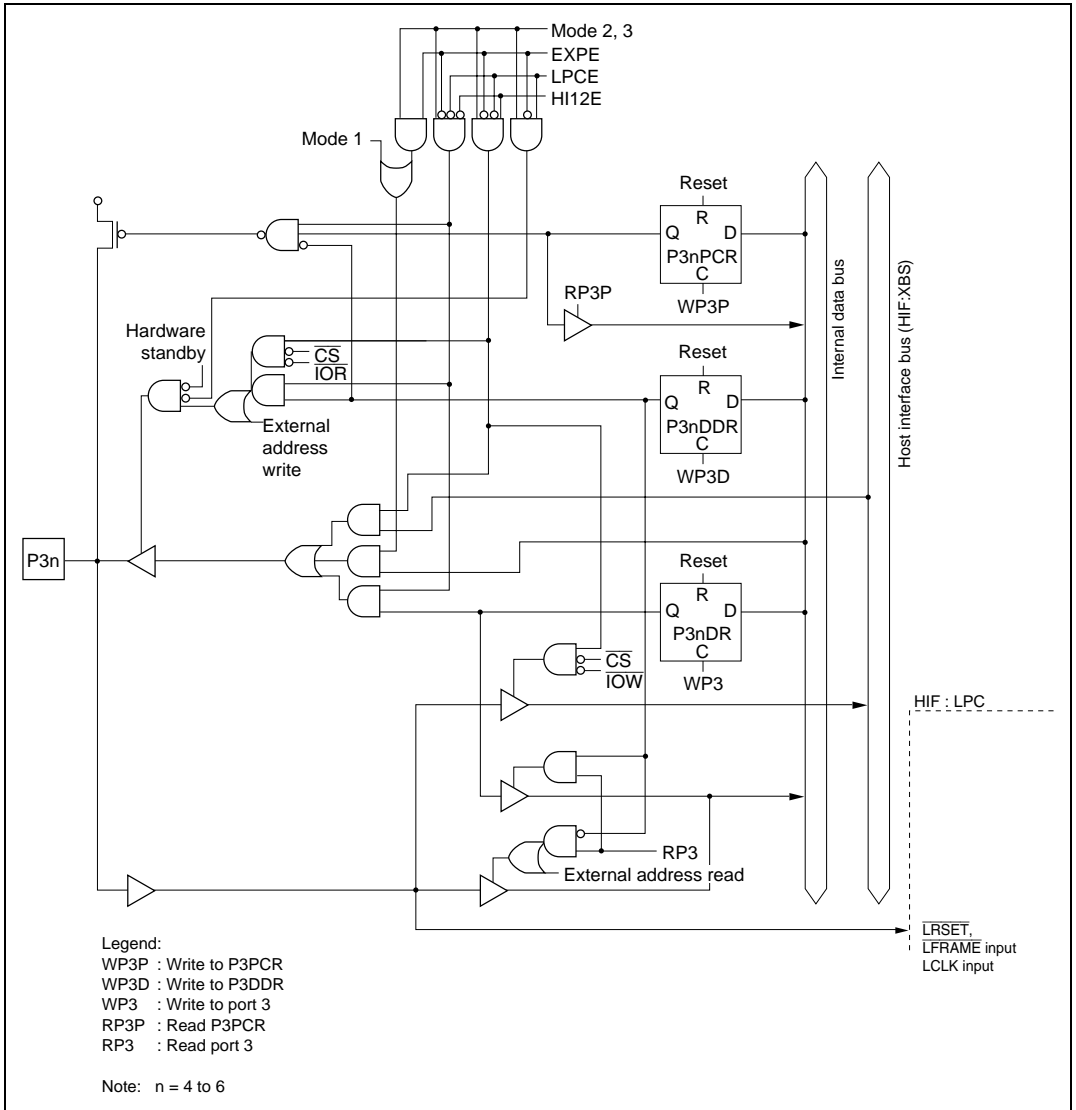 Mode 2, 3
EXPE
LPCE
HI12E
Mode 1
Reset
R
Q D
P3nPCR
C
WP3P
RP3P
Internal data bus
Host interface bus (HIF:XBS)
Hardware
standby
CS
IOR
External
address
write
Reset
R
Q D
P3nDDR
C
WP3D
P3n
Reset
R
Q D
P3nDR
C
WP3
CS
IOW
HIF : LPC
RP3
External address read
LRSET,
LFRAME input
LCLK input
Legend:
WP3P : Write to P3PCR
WP3D : Write to P3DDR
WP3 : Write to port 3
RP3P : Read P3PCR
RP3 : Read port 3
Note: n = 4 to 6